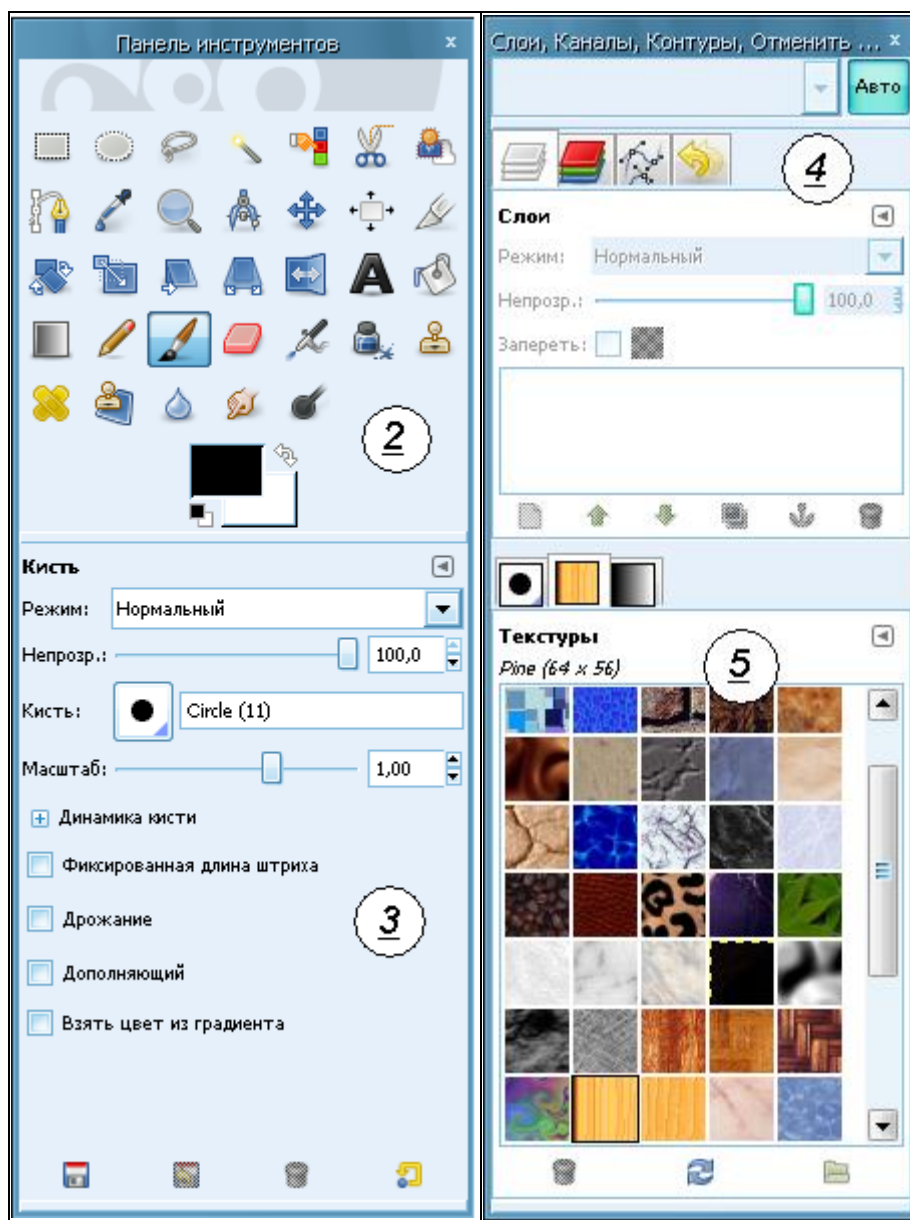 Панель инструментов x
2
Кисть
Режим: Нормальный
Непрозр.: 100,0
Кисть: Circle (11)
Масштаб: 1,00
Динамика кисти
Фиксированная длина штриха
Дрожание
3
Дополняющий
Взять цвет из градиента
Слои, Каналы, Контуры, Отменить ... x
Авто
4
Слои
Режим: Нормальный
Непрозр.: 100,0
Запереть:
Текстуры
Pine (64 x 56)
5